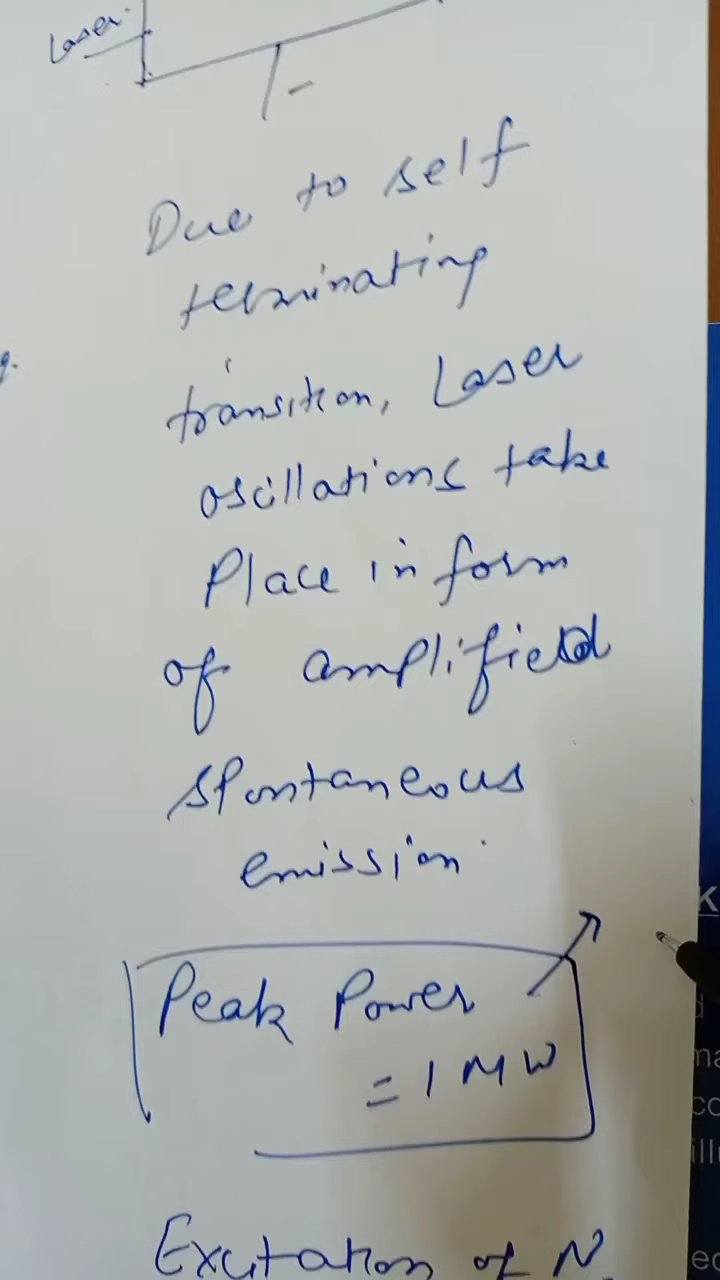 Laser
Due to self
terminating
transition, Laser
oscillations take
Place in form
of amplifield
spontaneous
emission.
Peak Power
= 1 MW
Excitation of N